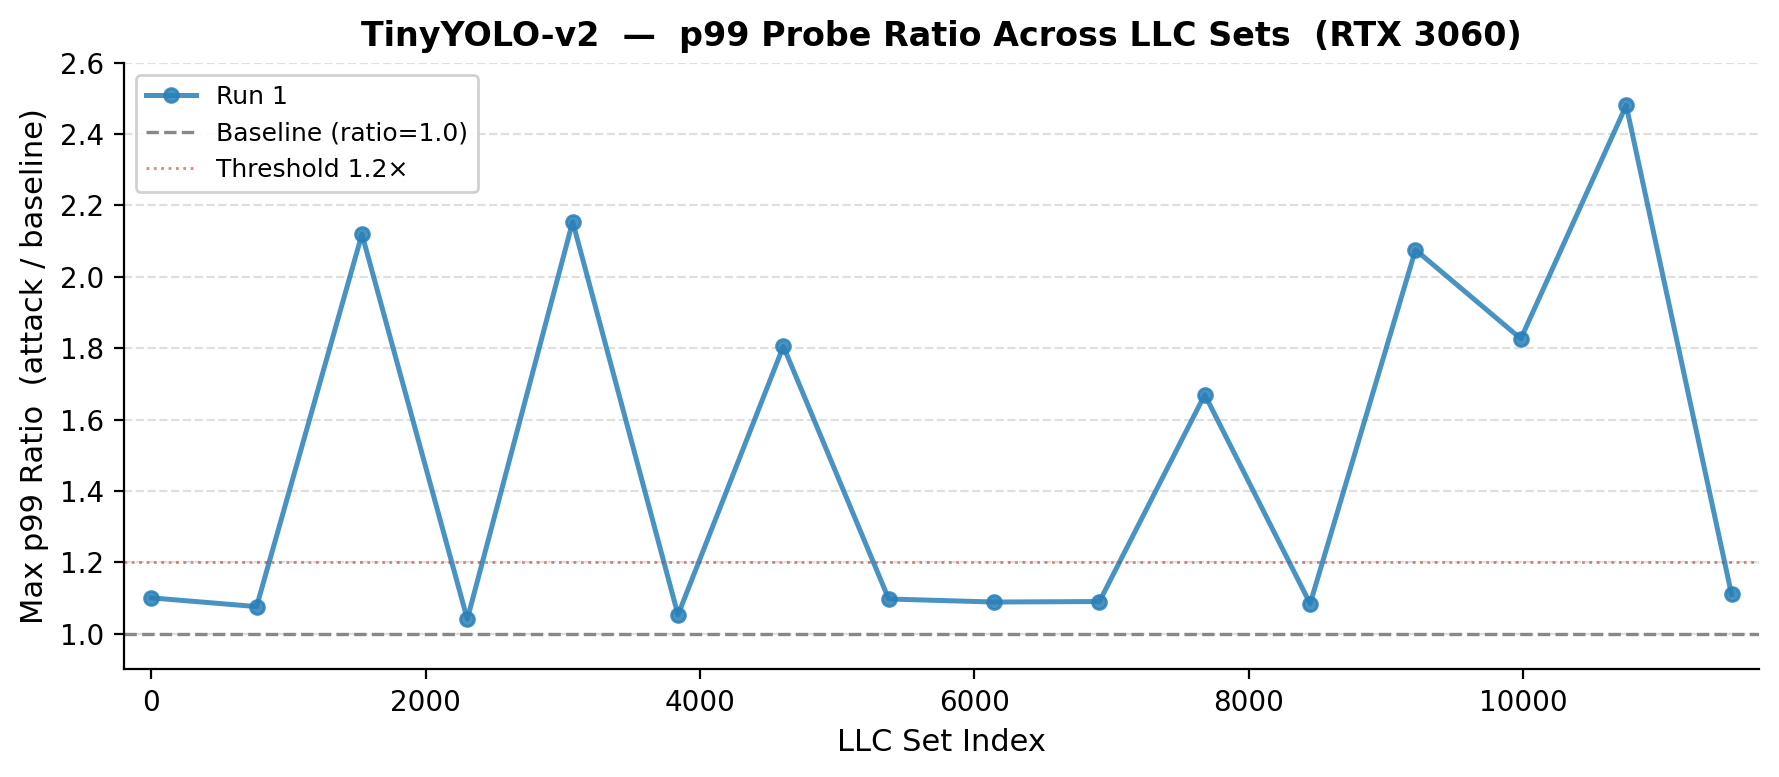 TinyYOLO-v2 — p99 Probe Ratio Across LLC Sets (RTX 3060)
Max p99 Ratio (attack / baseline)
2.6
2.4
2.2
2.0
1.8
1.6
1.4
1.2
1.0
Run 1
Baseline (ratio=1.0)
Threshold 1.2×
0 2000 4000 6000 8000 10000
LLC Set Index